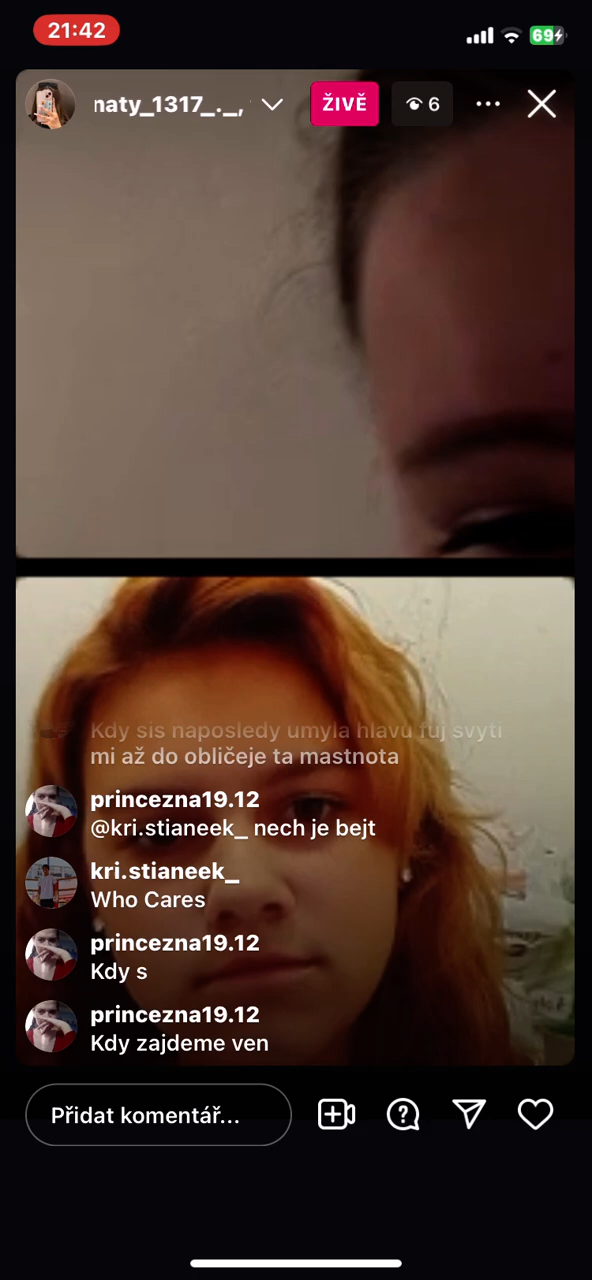 21:42
69
naty_1317_._,
ŽIVĚ
6
Kdy sis naposledy umyla hlavu fuj svyti
mi až do obličeje ta mastnota
princezna19.12
@kri.stianeek_ nech je bejt
kri.stianeek_
Who Cares
princezna19.12
Kdy s
princezna19.12
Kdy zajdeme ven
Přidat komentář...